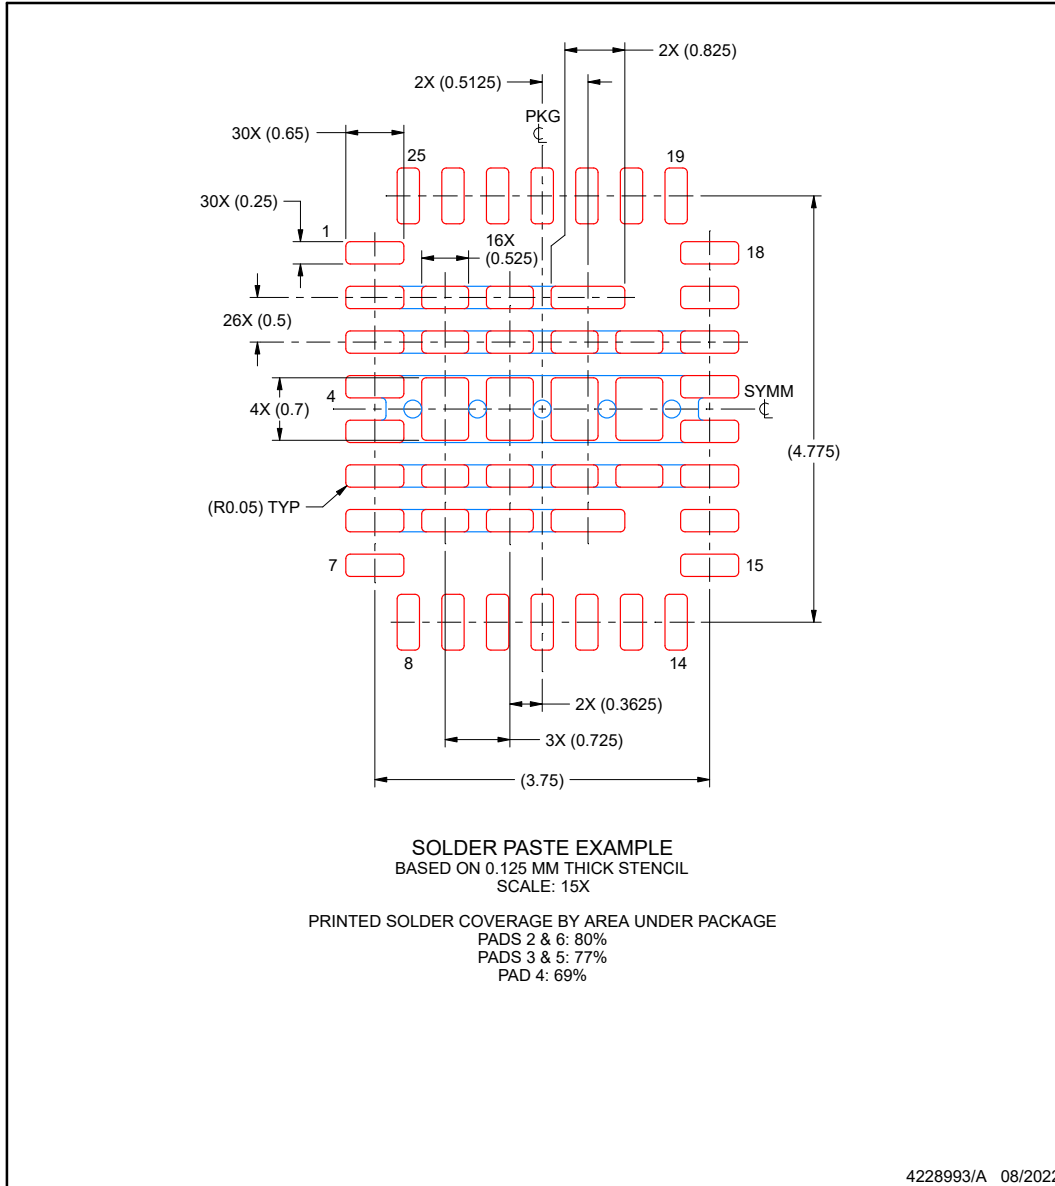 2X (0.825)
2X (0.5125)
PKG
30X (0.65)
25
19
30X (0.25)
1
16X
(0.525)
18
26X (0.5)
4
SYMM
4X (0.7)
(4.775)
(R0.05) TYP
7
15
8
14
2X (0.3625)
3X (0.725)
(3.75)
SOLDER PASTE EXAMPLE
BASED ON 0.125 MM THICK STENCIL
SCALE: 15X
PRINTED SOLDER COVERAGE BY AREA UNDER PACKAGE
PADS 2 & 6: 80%
PADS 3 & 5: 77%
PAD 4: 69%
4228993/A 08/2022